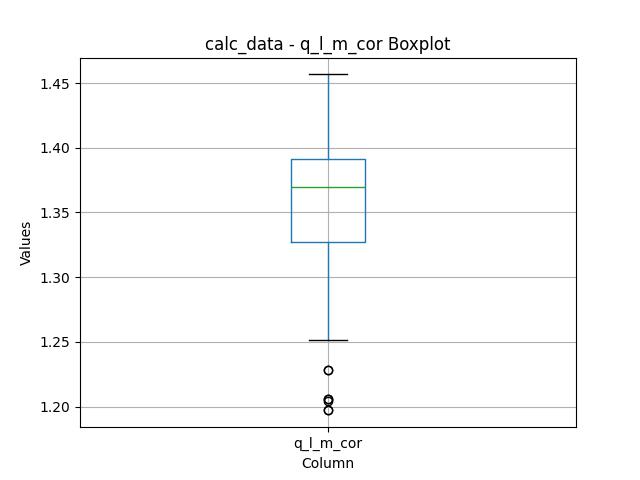 calc_data - q_l_m_cor Boxplot
1.45
1.40
1.35
1.30
1.25
1.20
Values
q_l_m_cor
Column